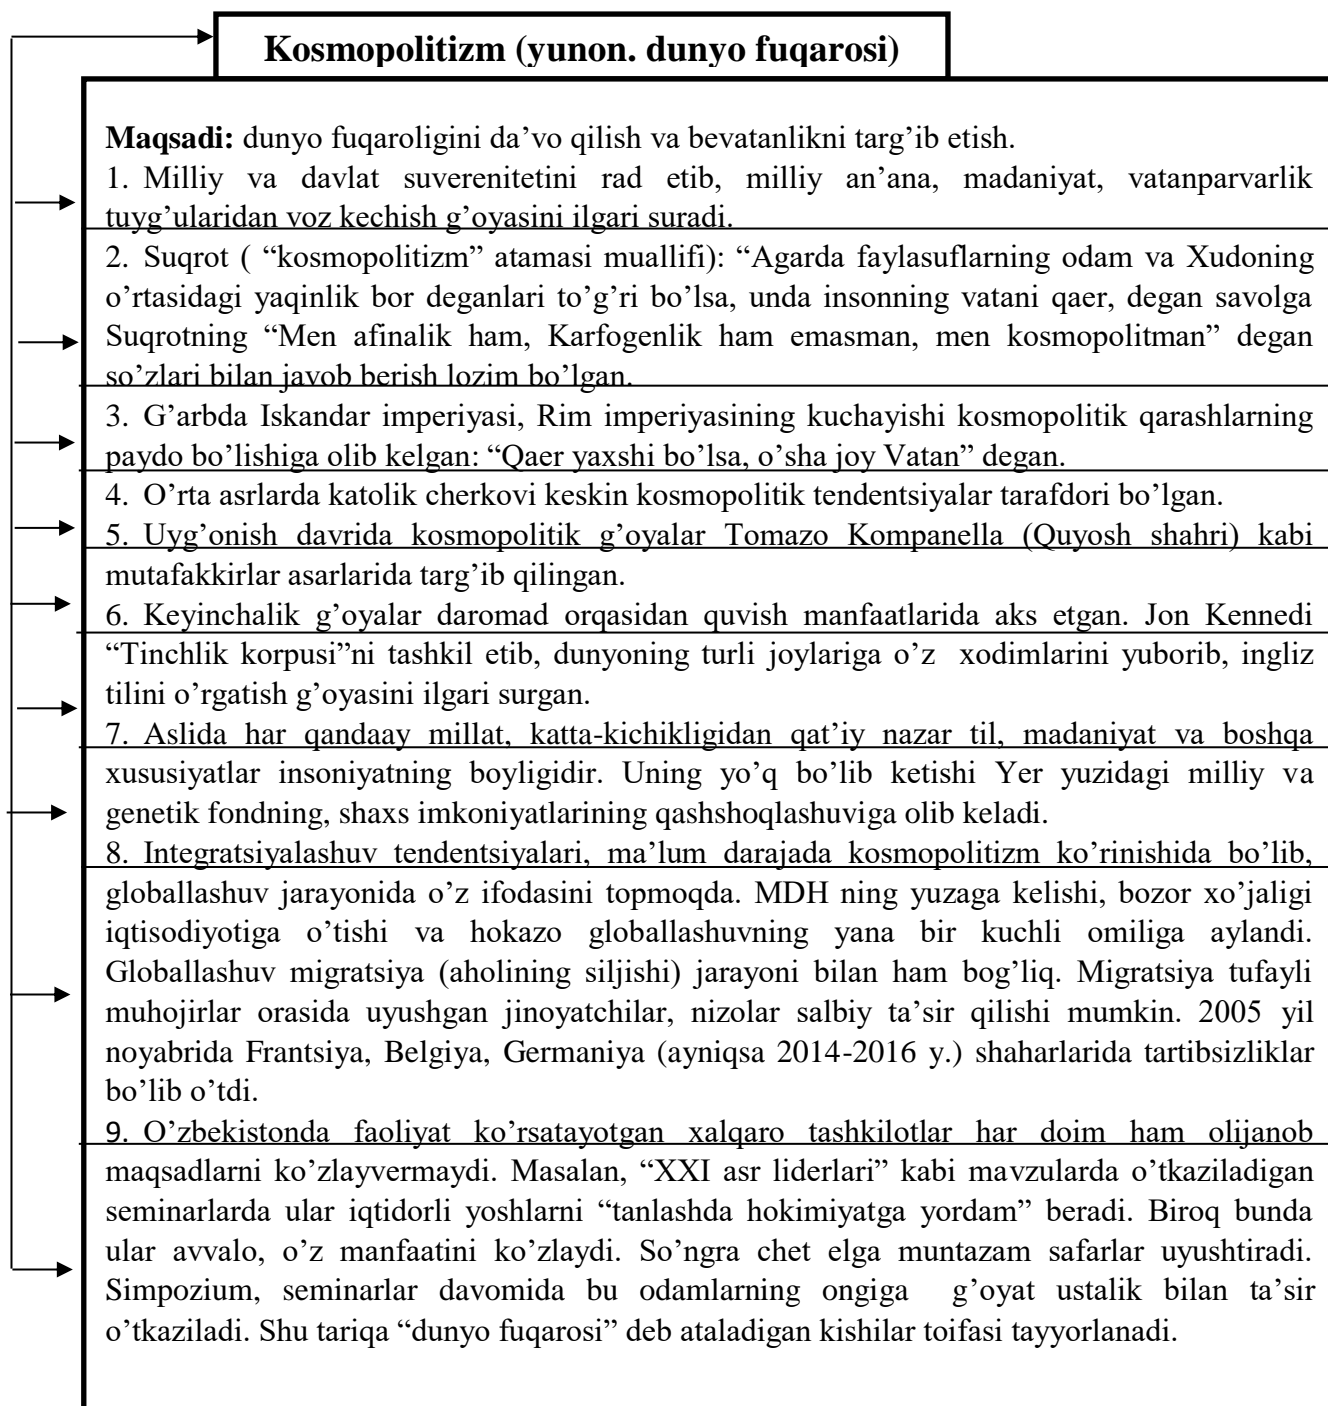 Kosmopolitizm (yunon. dunyo fuqarosi)
Maqsadi: dunyo fuqaroligini da’vo qilish va bevatanlikni targ’ib etish.
1. Milliy va davlat suverenitetini rad etib, milliy an’ana, madaniyat, vatanparvarlik
tuyg’ularidan voz kechish g’oyasini ilgari suradi.
2. Suqrot ( “kosmopolitizm” atamasi muallifi): “Agarda faylasuflarning odam va Xudoning
o’rtasidagi yaqinlik bor deganlari to’g’ri bo’lsa, unda insonning vatani qaer, degan savolga
Suqrotning “Men afinalik ham, Karfogenlik ham emasman, men kosmopolitman” degan
so’zlari bilan javob berish lozim bo’lgan.
3. G’arbda Iskandar imperiyasi, Rim imperiyasining kuchayishi kosmopolitik qarashlarning
paydo bo’lishiga olib kelgan: “Qaer yaxshi bo’lsa, o’sha joy Vatan” degan.
4. O’rta asrlarda katolik cherkovi keskin kosmopolitik tendentsiyalar tarafdori bo’lgan.
5. Uyg’onish davrida kosmopolitik g’oyalar Tomazo Kompanella (Quyosh shahri) kabi
mutafakkirlar asarlarida targ’ib qilingan.
6. Keyinchalik g’oyalar daromad orqasidan quvish manfaatlarida aks etgan. Jon Kennedi
“Tinchlik korpusi”ni tashkil etib, dunyoning turli joylariga o’z xodimlarini yuborib, ingliz
tilini o’rgatish g’oyasini ilgari surgan.
7. Aslida har qandaay millat, katta-kichikligidan qat’iy nazar til, madaniyat va boshqa
xususiyatlar insoniyatning boyligidir. Uning yo’q bo’lib ketishi Yer yuzidagi milliy va
genetik fondning, shaxs imkoniyatlarining qashshoqlashuviga olib keladi.
8. Integratsiyalashuv tendentsiyalari, ma’lum darajada kosmopolitizm ko’rinishida bo’lib,
globallashuv jarayonida o’z ifodasini topmoqda. MDH ning yuzaga kelishi, bozor xo’jaligi
iqtisodiyotiga o’tishi va hokazo globallashuvning yana bir kuchli omiliga aylandi.
Globallashuv migratsiya (aholining siljishi) jarayoni bilan ham bog’liq. Migratsiya tufayli
muhojirlar orasida uyushgan jinoyatchilar, nizolar salbiy ta’sir qilishi mumkin. 2005 yil
noyabrida Frantsiya, Belgiya, Germaniya (ayniqsa 2014-2016 y.) shaharlarida tartibsizliklar
bo’lib o’tdi.
9. O’zbekistonda faoliyat ko’rsatayotgan xalqaro tashkilotlar har doim ham olijanob
maqsadlarni ko’zlayvermaydi. Masalan, “XXI asr liderlari” kabi mavzularda o’tkaziladigan
seminarlarda ular iqtidorli yoshlarni “tanlashda hokimiyatga yordam” beradi. Biroq bunda
ular avvalo, o’z manfaatini ko’zlaydi. So’ngra chet elga muntazam safarlar uyushtiradi.
Simpozium, seminarlar davomida bu odamlarning ongiga g’oyat ustalik bilan ta’sir
o’tkaziladi. Shu tariqa “dunyo fuqarosi” deb ataladigan kishilar toifasi tayyorlanadi.